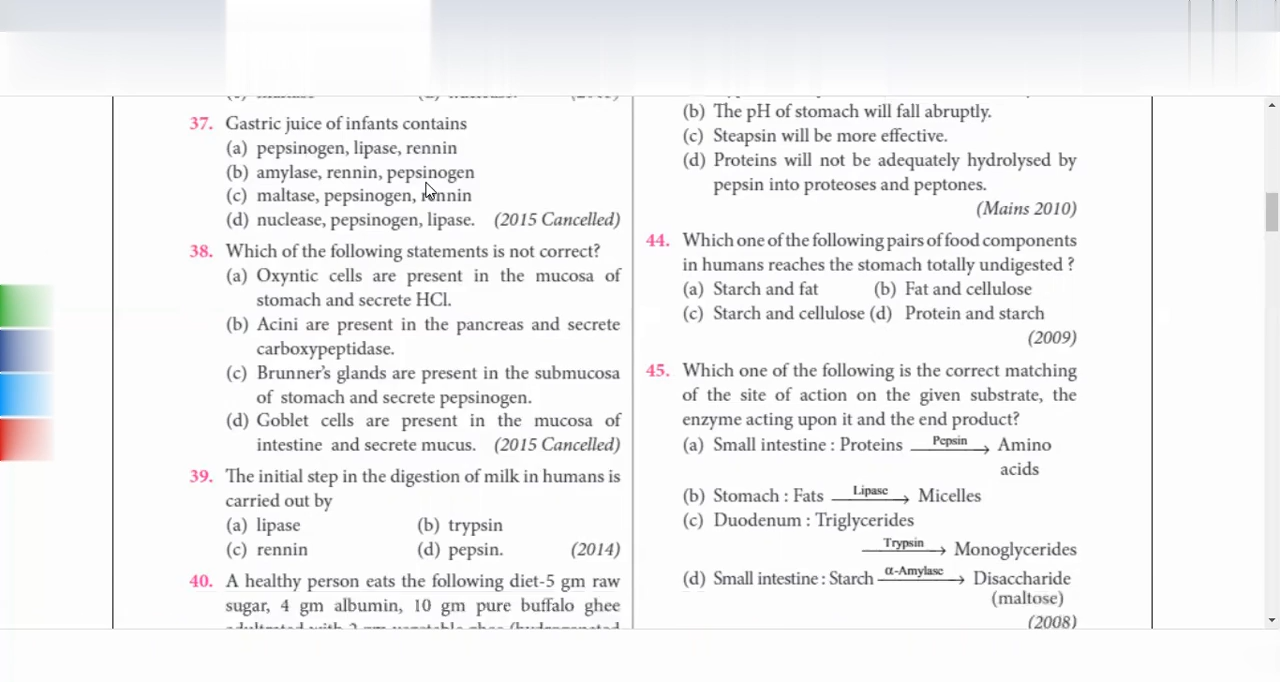 37. Gastric juice of infants contains
(a) pepsinogen, lipase, rennin
(b) amylase, rennin, pepsinogen
(c) maltase, pepsinogen, rennin
(d) nuclease, pepsinogen, lipase. (2015 Cancelled)
38. Which of the following statements is not correct?
(a) Oxyntic cells are present in the mucosa of
stomach and secrete HCl.
(b) Acini are present in the pancreas and secrete
carboxypeptidase.
(c) Brunner's glands are present in the submucosa
of stomach and secrete pepsinogen.
(d) Goblet cells are present in the mucosa of
intestine and secrete mucus. (2015 Cancelled)
39. The initial step in the digestion of milk in humans is
carried out by
(a) lipase (b) trypsin
(c) rennin (d) pepsin. (2014)
40. A healthy person eats the following diet-5 gm raw
sugar, 4 gm albumin, 10 gm pure buffalo ghee
(b) The pH of stomach will fall abruptly.
(c) Steapsin will be more effective.
(d) Proteins will not be adequately hydrolysed by
pepsin into proteoses and peptones.
(Mains 2010)
44. Which one of the following pairs of food components
in humans reaches the stomach totally undigested ?
(a) Starch and fat (b) Fat and cellulose
(c) Starch and cellulose (d) Protein and starch
(2009)
45. Which one of the following is the correct matching
of the site of action on the given substrate, the
enzyme acting upon it and the end product?
(a) Small intestine : Proteins Pepsin → Amino
acids
(b) Stomach : Fats Lipase → Micelles
(c) Duodenum : Triglycerides
Trypsin → Monoglycerides
(d) Small intestine : Starch α-Amylase → Disaccharide
(maltose)
(2008)